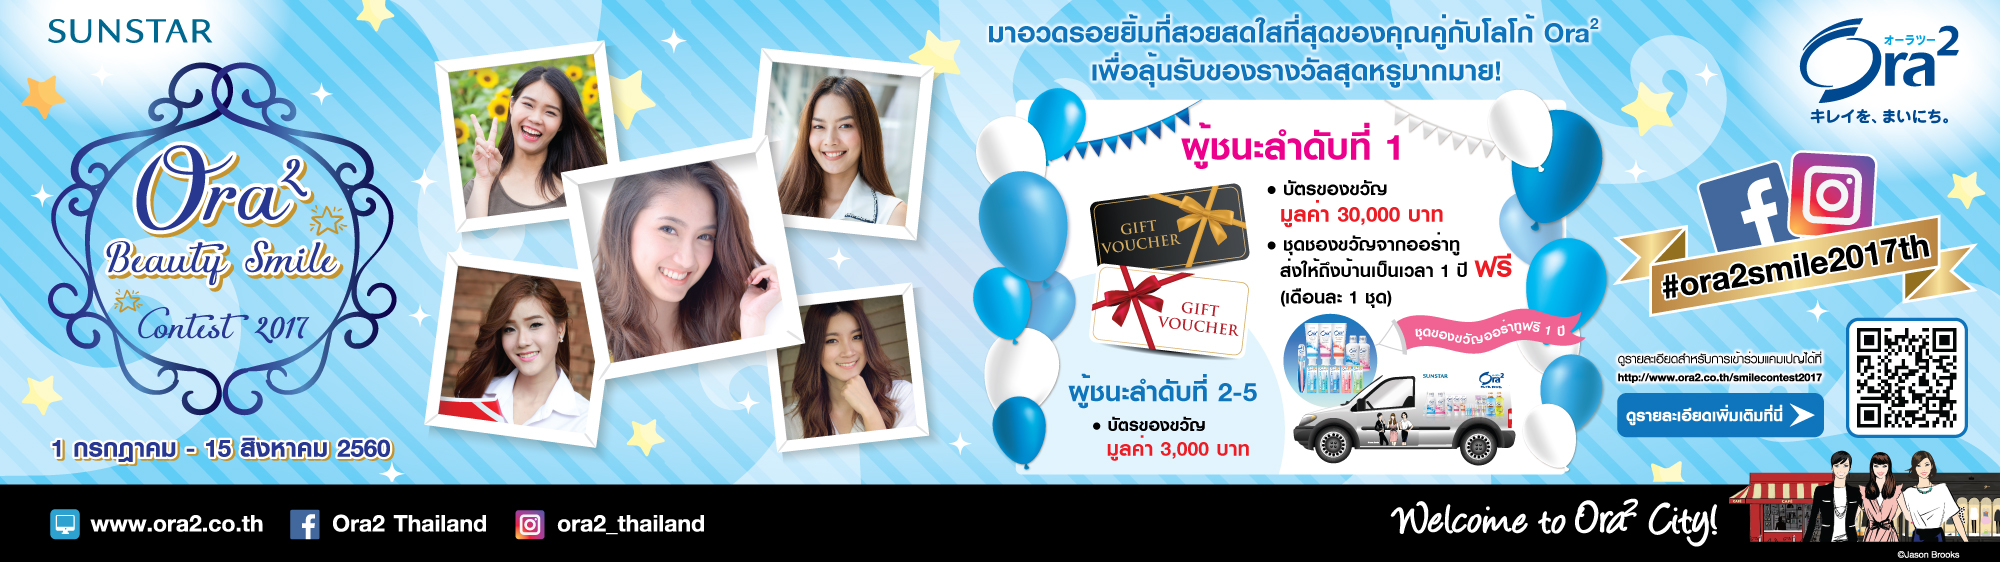 SUNSTAR
Ora2
Beauty Smile
Contest 2017
1 กรกฎาคม - 15 สิงหาคม 2560
มาอวดรอยยิ้มที่สวยสดใสที่สุดของคุณคู่กับโลโก้ Ora2
เพื่อลุ้นรับของรางวัลสุดหรูมากมาย!
ผู้ชนะลำดับที่ 1
GIFT
VOUCHER
GIFT
VOUCHER
• บัตรของขวัญ
มูลค่า 30,000 บาท
• ชุดของขวัญจากออร่าทู
ส่งให้ถึงบ้านเป็นเวลา 1 ปี ฟรี
(เดือนละ 1 ชุด)
ชุดของขวัญออร่าทูฟรี 1 ปี
SUNSTAR
Ora2
ผู้ชนะลำดับที่ 2-5
• บัตรของขวัญ
มูลค่า 3,000 บาท
オーラツー
Ora2
キレイを、まいにち。
#ora2smile2017th
ดูรายละเอียดสำหรับการเข้าร่วมแคมเปญได้ที่
http://www.ora2.co.th/smilecontest2017
ดูรายละเอียดเพิ่มเติมที่นี่
www.ora2.co.th
Ora2 Thailand
ora2_thailand
Welcome to Ora2 City!
CAFE
©Jason Brooks